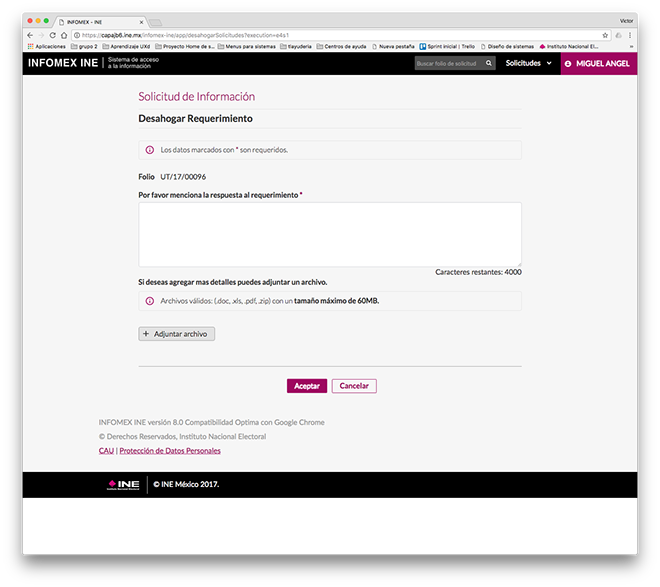 INFOMEX - INE
Victor
https://capajb6.ine.mx/infomex-ine/app/desahogarSolicitudes?execution=e4s1
Aplicaciones grupo 2 Aprendizaje UXd Proyecto Home de s... Menus para sistemas tlayuderia Centros de ayuda Nueva pestaña Sprint inicial | Trello Diseño de sistemas Instituto Nacional El... »
INFOMEX INE
Sistema de acceso
a la información
Buscar folio de solicitud
Solicitudes
MIGUEL ANGEL
Solicitud de Información
Desahogar Requerimiento
Los datos marcados con * son requeridos.
Folio UT/17/00096
Por favor menciona la respuesta al requerimiento *
Caracteres restantes: 4000
Si deseas agregar mas detalles puedes adjuntar un archivo.
Archivos válidos: (.doc, .xls, .pdf, .zip) con un tamaño máximo de 60MB.
+ Adjuntar archivo
Aceptar Cancelar
INFOMEX INE versión 8.0 Compatibilidad Optima con Google Chrome
© Derechos Reservados, Instituto Nacional Electoral
CAU | Protección de Datos Personales
INE
Instituto Nacional Electoral
© INE México 2017.